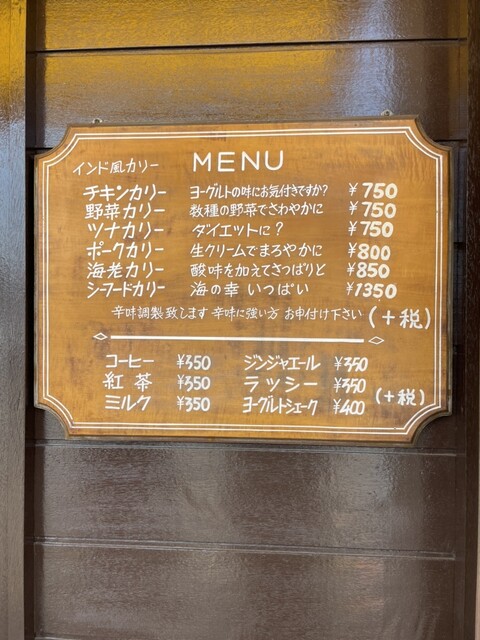 インド風カリー MENU
チキンカリー ヨーグルトの味にお気付きですか? ¥750
野菜カリー 数種の野菜でさわやかに ¥750
ツナカリー ダイエットに? ¥750
ポークカリー 生クリームでまろやかに ¥800
海老カリー 酸味を加えてさっぱりと ¥850
シーフードカリー 海の幸 いっぱい ¥1350
辛味調製致します 辛味に強い方 お申付け下さい (+税)
コーヒー ¥350 ジンジャエール ¥350
紅茶 ¥350 ラッシー ¥350
ミルク ¥350 ヨーグルトシェーク ¥400 (+税)